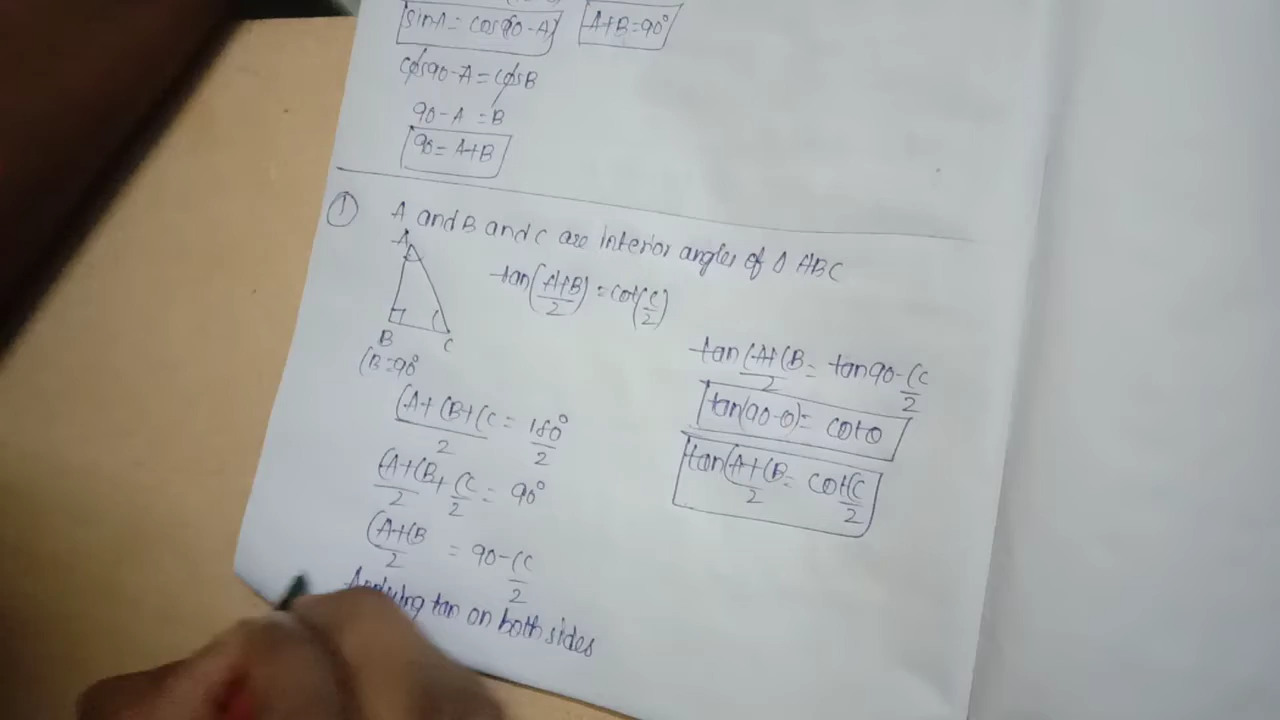 sinA = cos(90-A) A+B=90°
cos90-A = cosB
90-A = B
90 = A+B
① A and B and C are interior angles of Δ ABC
A
B
C
tan(A+B/2) = cot(C/2)
(B=90°
(A+(B+(C/2 = 180°/2
(A+(B/2 + (C/2 = 90°
(A+(B/2 = 90-(C/2
Applying tan on both sides
tan(A+(B/2 = tan90-(C/2
tan(90-θ)= cotθ
tan(A+(B/2 = cot(C/2